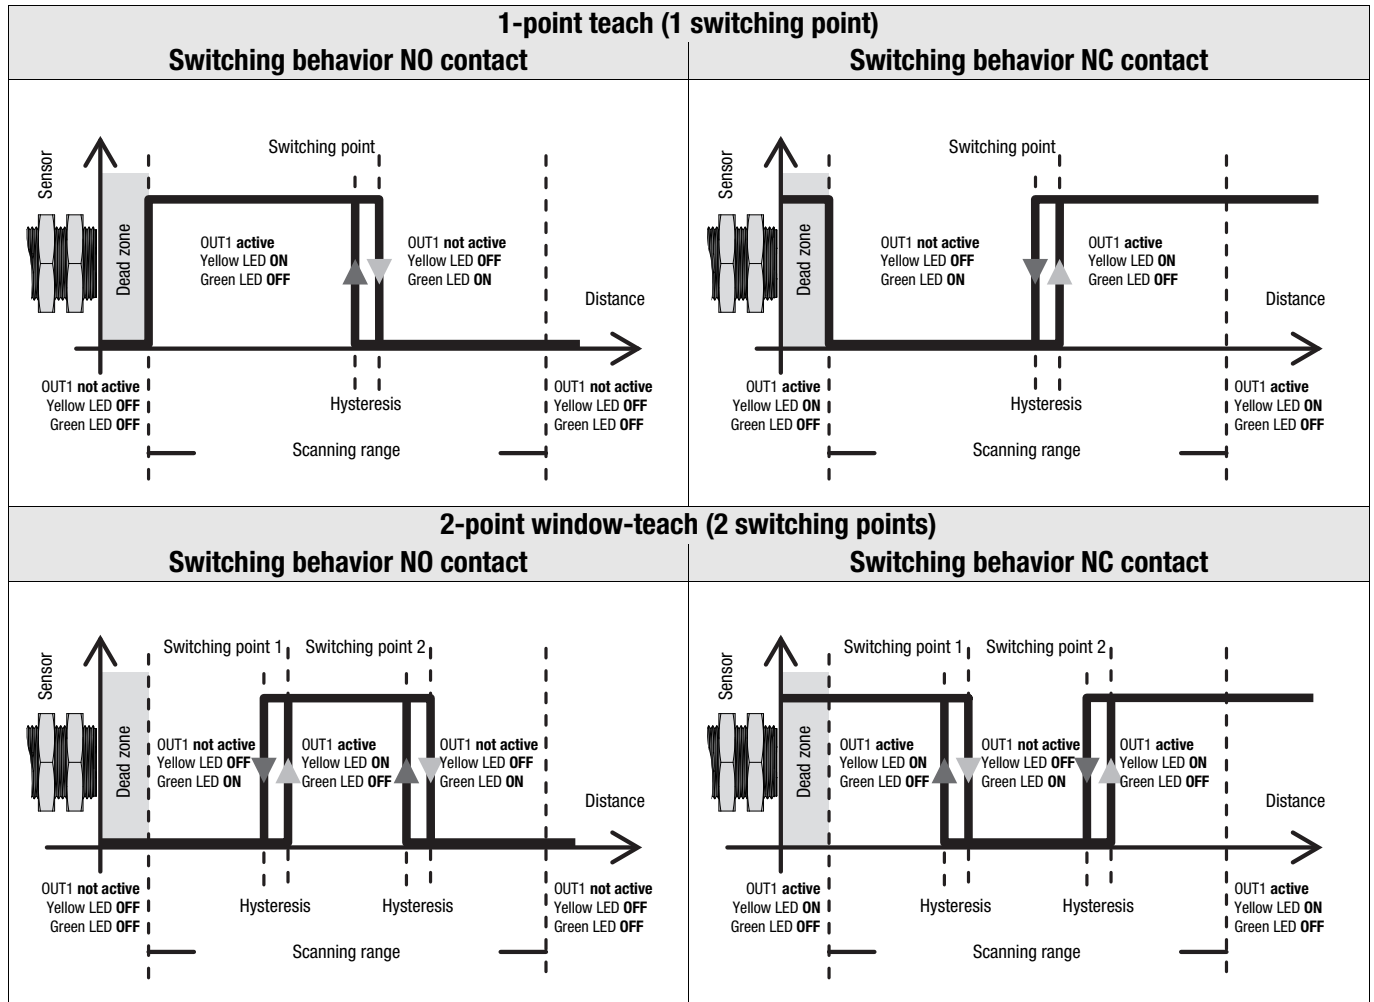 1-point teach (1 switching point)
Switching behavior NO contact
Switching behavior NC contact
Sensor
Dead zone
Switching point
OUT1 active
Yellow LED ON
Green LED OFF
OUT1 not active
Yellow LED OFF
Green LED ON
Distance
OUT1 not active
Yellow LED OFF
Green LED OFF
Hysteresis
OUT1 not active
Yellow LED OFF
Green LED OFF
Scanning range
Sensor
Dead zone
Switching point
OUT1 not active
Yellow LED OFF
Green LED ON
OUT1 active
Yellow LED ON
Green LED OFF
Distance
OUT1 active
Yellow LED ON
Green LED OFF
Hysteresis
OUT1 active
Yellow LED ON
Green LED OFF
Scanning range
2-point window-teach (2 switching points)
Switching behavior NO contact
Switching behavior NC contact
Sensor
Dead zone
Switching point 1
Switching point 2
OUT1 not active
Yellow LED OFF
Green LED ON
OUT1 active
Yellow LED ON
Green LED OFF
OUT1 not active
Yellow LED OFF
Green LED ON
Distance
OUT1 not active
Yellow LED OFF
Green LED OFF
Hysteresis
Hysteresis
OUT1 not active
Yellow LED OFF
Green LED OFF
Scanning range
Sensor
Dead zone
Switching point 1
Switching point 2
OUT1 active
Yellow LED ON
Green LED OFF
OUT1 not active
Yellow LED OFF
Green LED ON
OUT1 active
Yellow LED ON
Green LED OFF
Distance
OUT1 active
Yellow LED ON
Green LED OFF
Hysteresis
Hysteresis
OUT1 active
Yellow LED ON
Green LED OFF
Scanning range